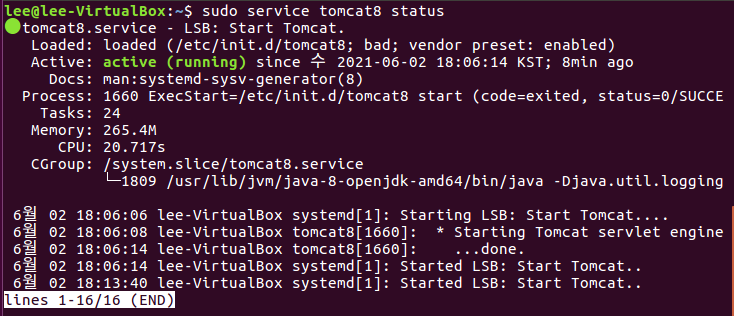 lee@lee-VirtualBox:~$ sudo service tomcat8 status
●tomcat8.service - LSB: Start Tomcat.
   Loaded: loaded (/etc/init.d/tomcat8; bad; vendor preset: enabled)
   Active: active (running) since 수 2021-06-02 18:06:14 KST; 8min ago
     Docs: man:systemd-sysv-generator(8)
  Process: 1660 ExecStart=/etc/init.d/tomcat8 start (code=exited, status=0/SUCCE
    Tasks: 24
   Memory: 265.4M
      CPU: 20.717s
   CGroup: /system.slice/tomcat8.service
           └─1809 /usr/lib/jvm/java-8-openjdk-amd64/bin/java -Djava.util.logging
6월 02 18:06:06 lee-VirtualBox systemd[1]: Starting LSB: Start Tomcat....
6월 02 18:06:08 lee-VirtualBox tomcat8[1660]:  * Starting Tomcat servlet engine
6월 02 18:06:14 lee-VirtualBox tomcat8[1660]:    ...done.
6월 02 18:06:14 lee-VirtualBox systemd[1]: Started LSB: Start Tomcat..
6월 02 18:13:40 lee-VirtualBox systemd[1]: Started LSB: Start Tomcat..
lines 1-16/16 (END)